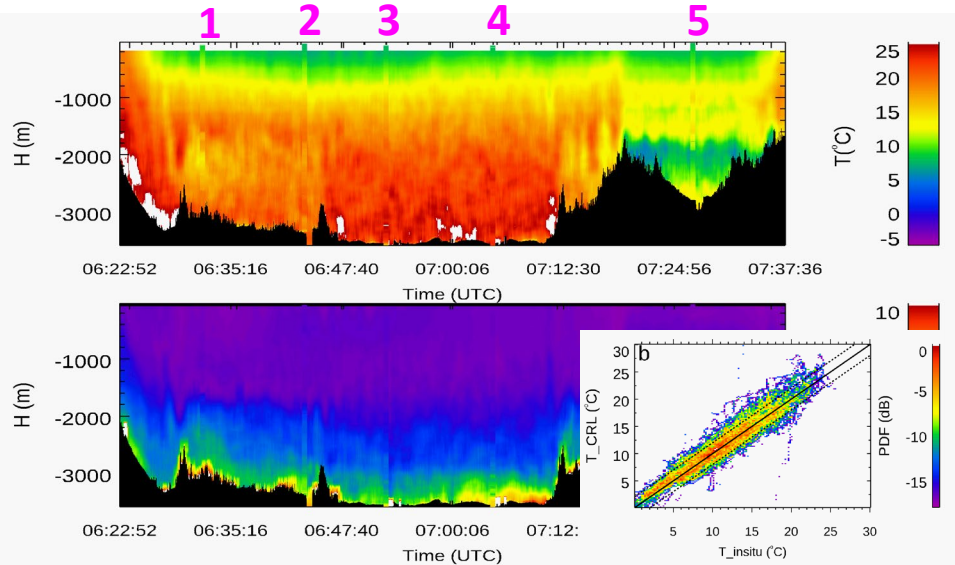 1 2 3 4 5
H (m)
-1000
-2000
-3000
06:22:52 06:35:16 06:47:40 07:00:06 07:12:30 07:24:56 07:37:36
Time (UTC)
T(°C)
25
20
15
10
5
0
-5
H (m)
-1000
-2000
-3000
06:22:52 06:35:16 06:47:40 07:00:06 07:12:
Time (UTC)
10
b
T_CRL (°C)
30
25
20
15
10
5
5 10 15 20 25 30
T_insitu (°C)
PDF (dB)
0
-5
-10
-15